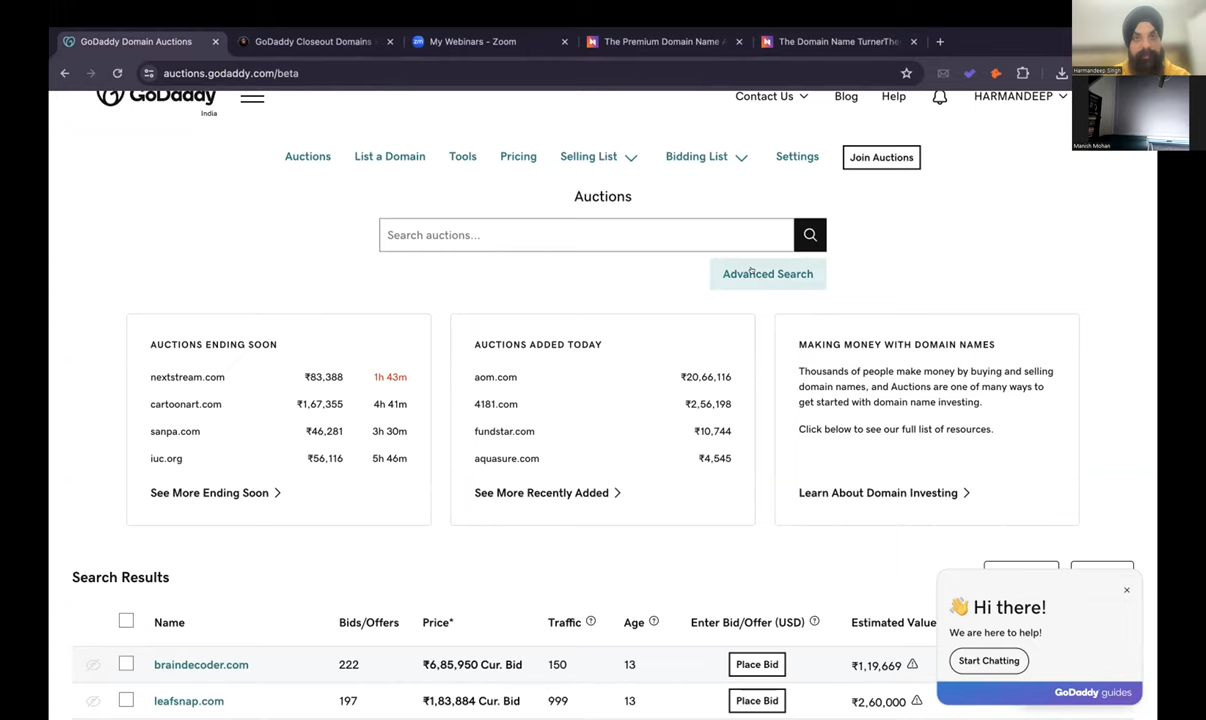 GoDaddy Domain Auctions
GoDaddy Closeout Domains
My Webinars - Zoom
The Premium Domain Name
The Domain Name TurnerThe
auctions.godaddy.com/beta
Harmandeep Singh
Manish Mohan
GoDaddy
India
Contact Us
Blog
Help
HARMANDEEP
Auctions
List a Domain
Tools
Pricing
Selling List
Bidding List
Settings
Join Auctions
Auctions
Search auctions...
Advanced Search
AUCTIONS ENDING SOON
nextstream.com ₹83,388 1h 43m
cartoonart.com ₹1,67,355 4h 41m
sanpa.com ₹46,281 3h 30m
iuc.org ₹56,116 5h 46m
See More Ending Soon
AUCTIONS ADDED TODAY
aom.com ₹20,66,116
4181.com ₹2,56,198
fundstar.com ₹10,744
aquasure.com ₹4,545
See More Recently Added
MAKING MONEY WITH DOMAIN NAMES
Thousands of people make money by buying and selling
domain names, and Auctions are one of many ways to
get started with domain name investing.
Click below to see our full list of resources.
Learn About Domain Investing
Search Results
Name Bids/Offers Price* Traffic Age Enter Bid/Offer (USD) Estimated Value
braindecoder.com 222 ₹6,85,950 Cur. Bid 150 13 Place Bid ₹1,19,669
leafsnap.com 197 ₹1,83,884 Cur. Bid 999 13 Place Bid ₹2,60,000
👋 Hi there!
We are here to help!
Start Chatting
GoDaddy guides